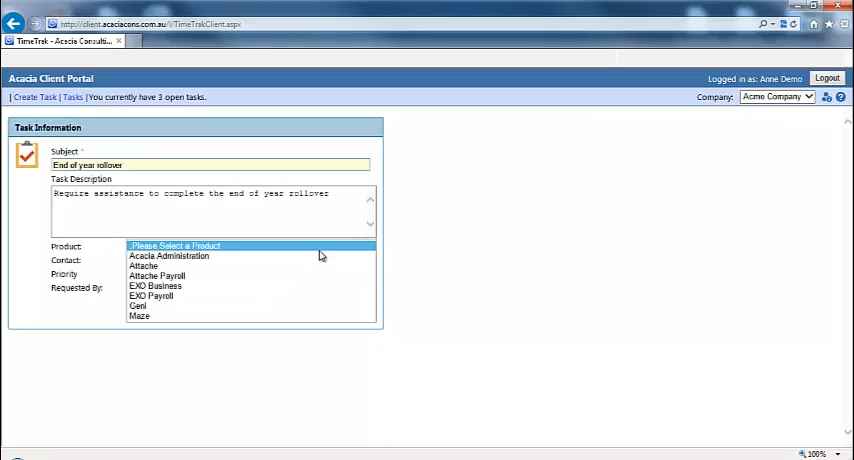 http://client.acaciacons.com.au/I/TimeTrakClient.aspx
TimeTrak - Acacia Consulti...
Acacia Client Portal
Logged in as: Anne Demo
Logout
| Create Task | Tasks | You currently have 3 open tasks.
Company: Acme Company
Task Information
Subject *
End of year rollover
Task Description
Require assistance to complete the end of year rollover
Product:
.Please Select a Product
Contact:
Acacia Administration
Attache
Priority
Attache Payroll
Requested By:
EXO Business
EXO Payroll
Geni
Maze
100%